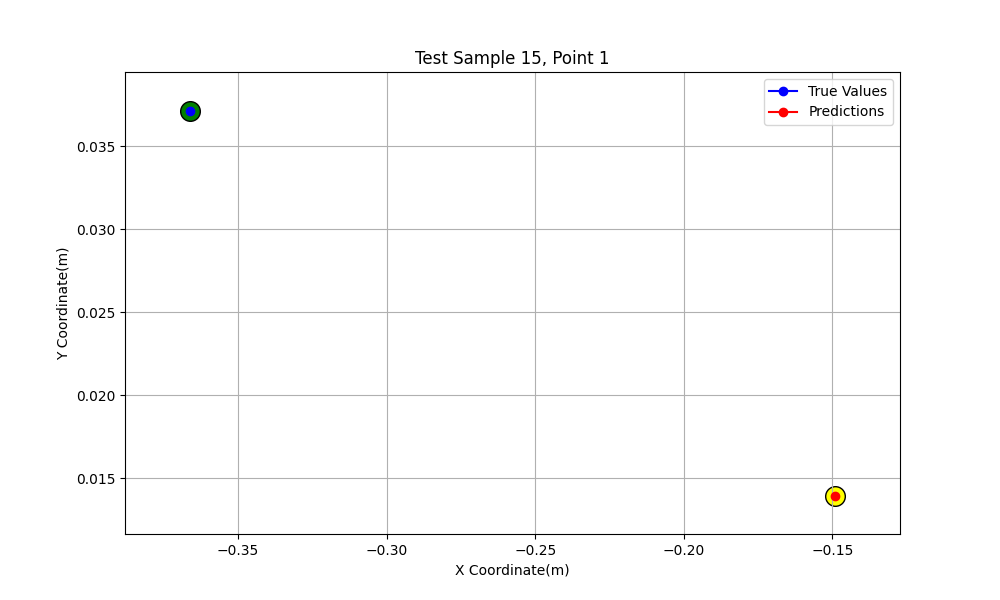 Test Sample 15, Point 1
True Values
Predictions
0.035
0.030
0.025
0.020
0.015
Y Coordinate(m)
−0.35
−0.30
−0.25
−0.20
−0.15
X Coordinate(m)